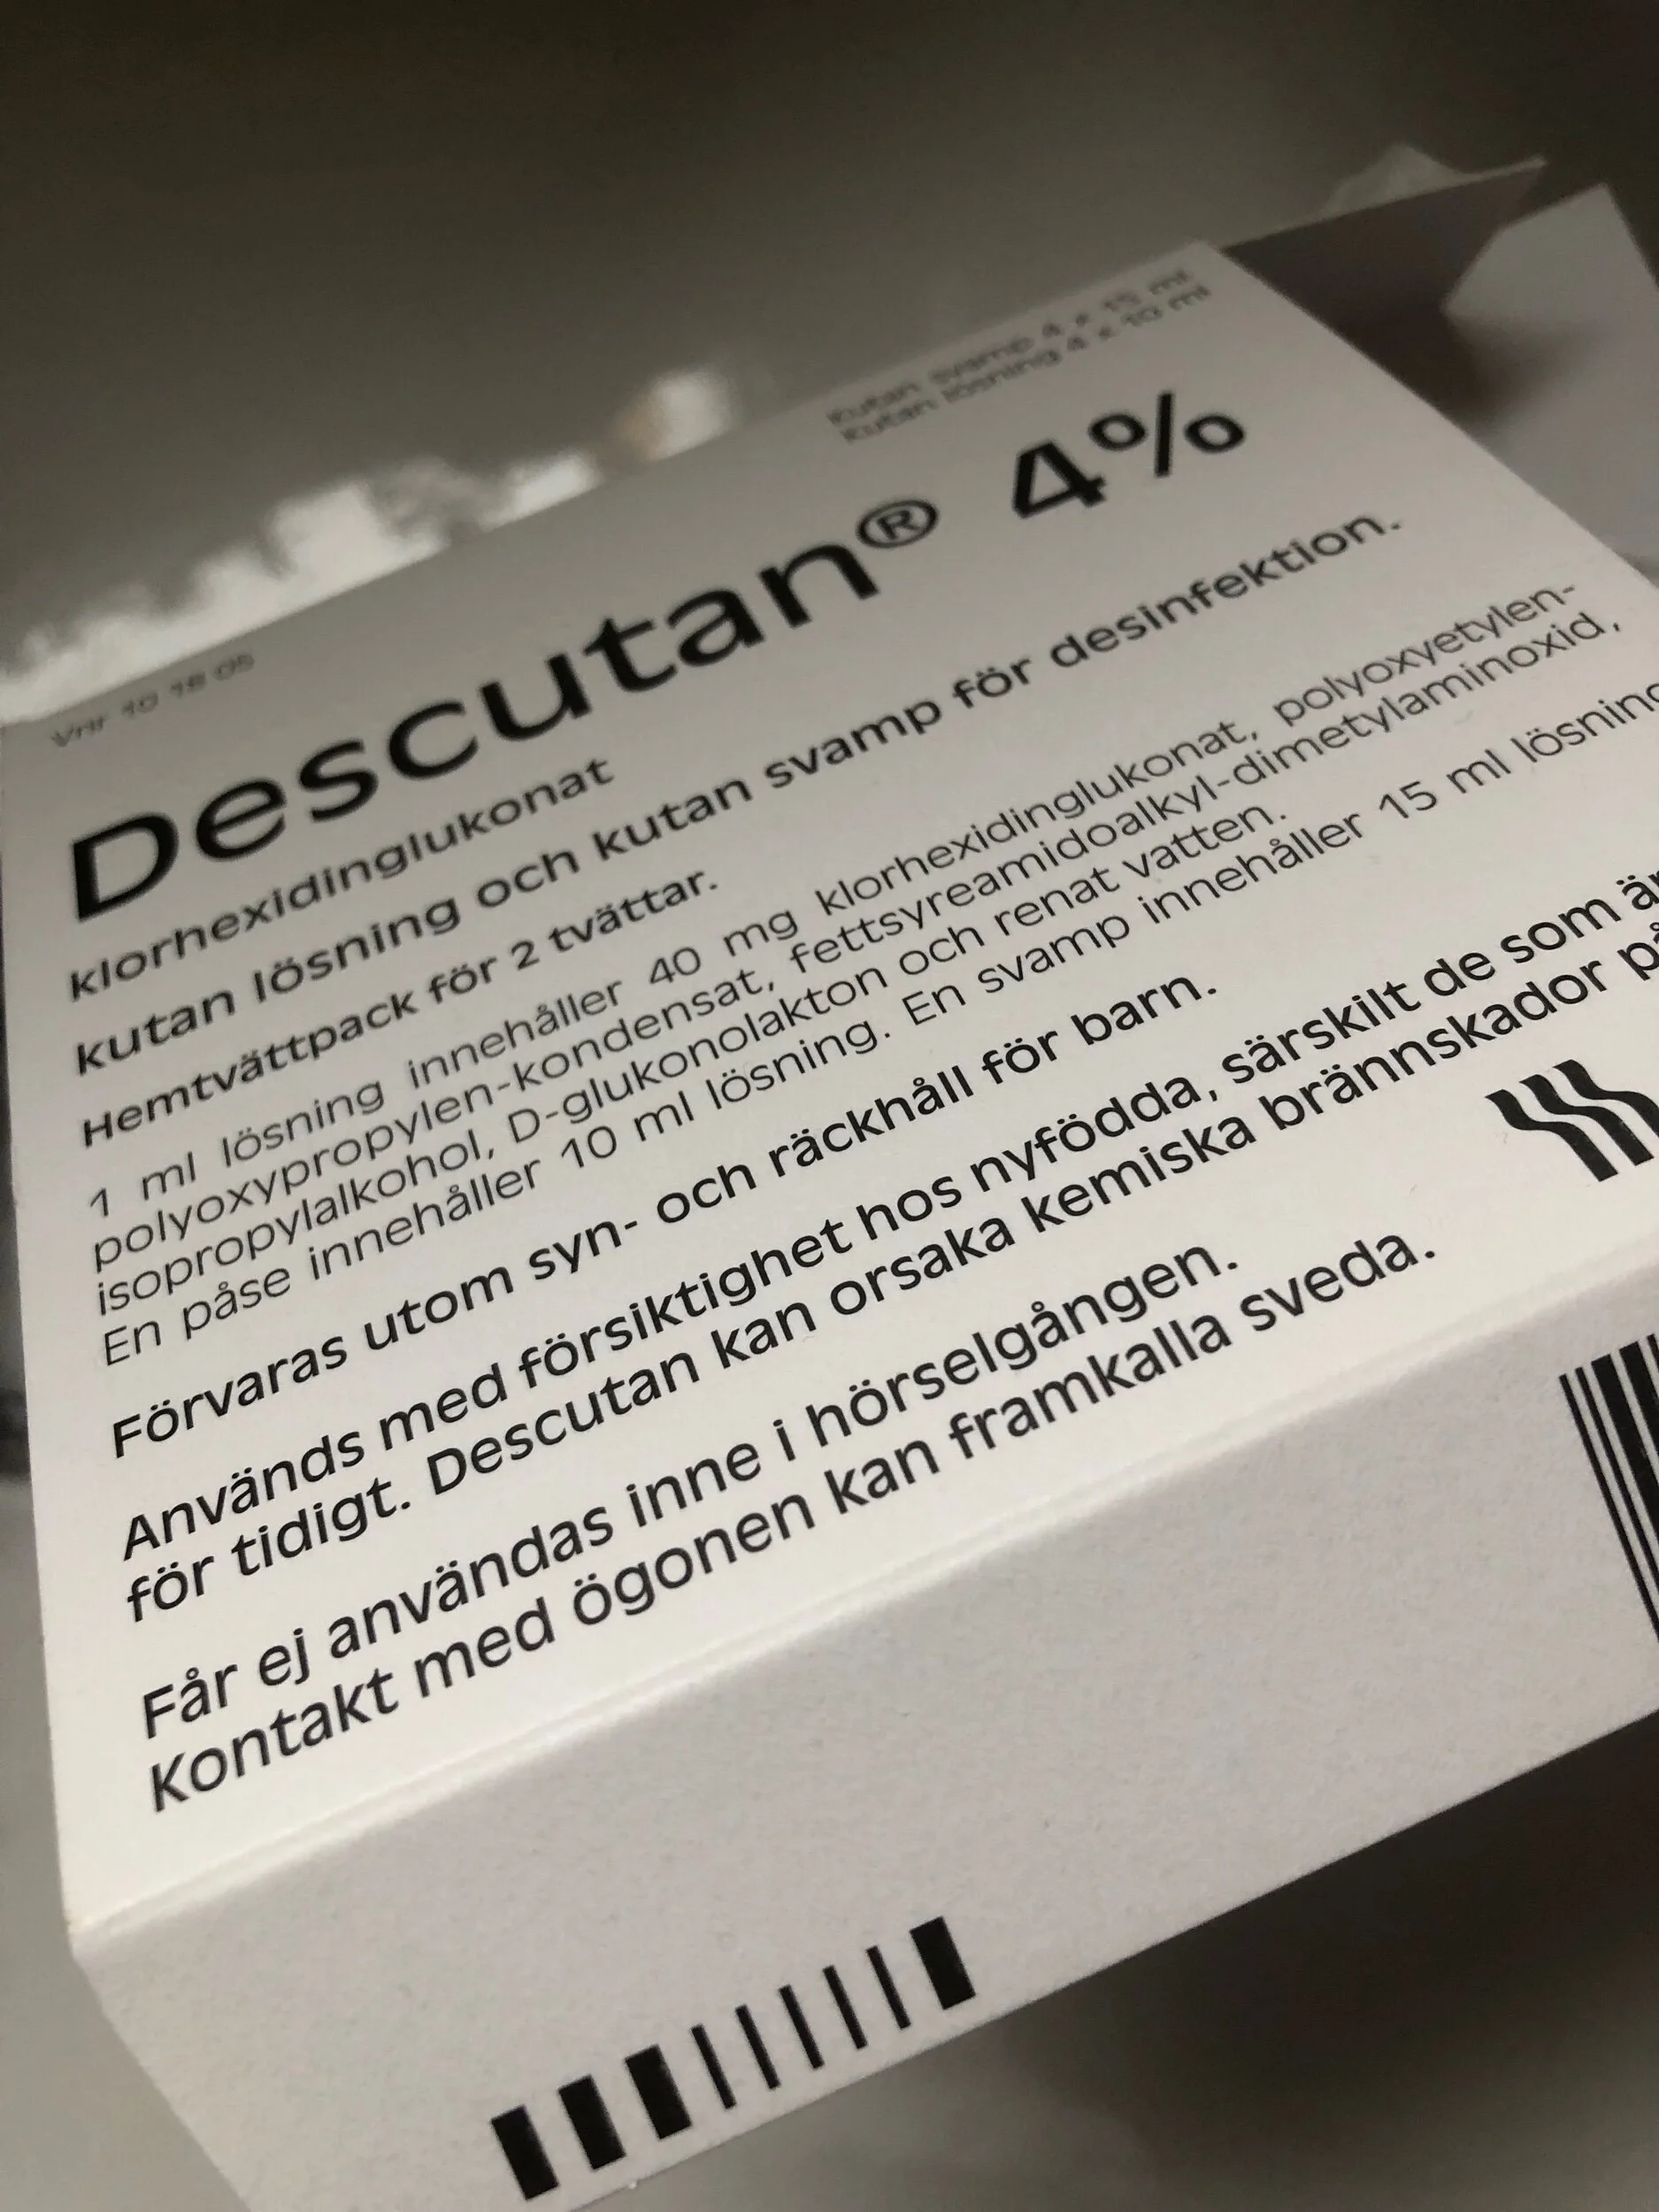 Kutan svamp 4 x 15 ml
Kutan lösning 4 x 10 ml
Vnr 10 16 05
Descutan® 4%
klorhexidinglukonat
kutan lösning och kutan svamp för desinfektion.
Hemtvättpack för 2 tvättar.
1 ml lösning innehåller 40 mg klorhexidinglukonat, polyoxyetylen-
polyoxypropylen-kondensat, fettsyreamidoalkyl-dimetylaminoxid,
isopropylalkohol, D-glukonolakton och renat vatten.
En påse innehåller 10 ml lösning. En svamp innehåller 15 ml lösning
Förvaras utom syn- och räckhåll för barn.
Används med försiktighet hos nyfödda, särskilt de som är
för tidigt. Descutan kan orsaka kemiska brännskador på
Får ej användas inne i hörselgången.
Kontakt med ögonen kan framkalla sveda.